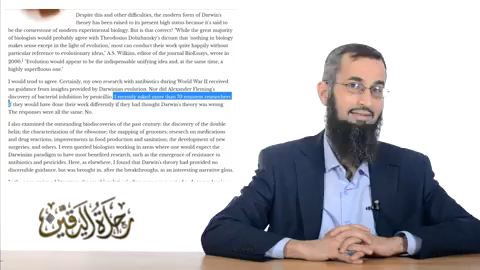 Despite this and other difficulties, the modern form of Darwin's
theory has been raised to its present high status because it's said to
be the cornerstone of modern experimental biology. But is that correct? "While the great majority
of biologists would probably agree with Theodosius Dobzhansky's dictum that 'nothing in biology
makes sense except in the light of evolution,' most can conduct their work quite happily without
particular reference to evolutionary ideas," A.S. Wilkins, editor of the journal BioEssays, wrote in
2000.¹ "Evolution would appear to be the indispensable unifying idea and, at the same time, a
highly superfluous one."
I would tend to agree. Certainly, my own research with antibiotics during World War II received
no guidance from insights provided by Darwinian evolution. Nor did Alexander Fleming's
discovery of bacterial inhibition by penicillin. I recently asked more than 70 eminent researchers
if they would have done their work differently if they had thought Darwin's theory was wrong.
The responses were all the same: No.
I also examined the outstanding biodiscoveries of the past century: the discovery of the double
helix; the characterization of the ribosome; the mapping of genomes; research on medications
and drug reactions; improvements in food production and sanitation; the development of new
surgeries; and others. I even queried biologists working in areas where one would expect the
Darwinian paradigm to have most benefited research, such as the emergence of resistance to
antibiotics and pesticides. Here, as elsewhere, I found that Darwin's theory had provided no
discernible guidance, but was brought in, after the breakthroughs, as an interesting narrative gloss.
رحلة اليقين